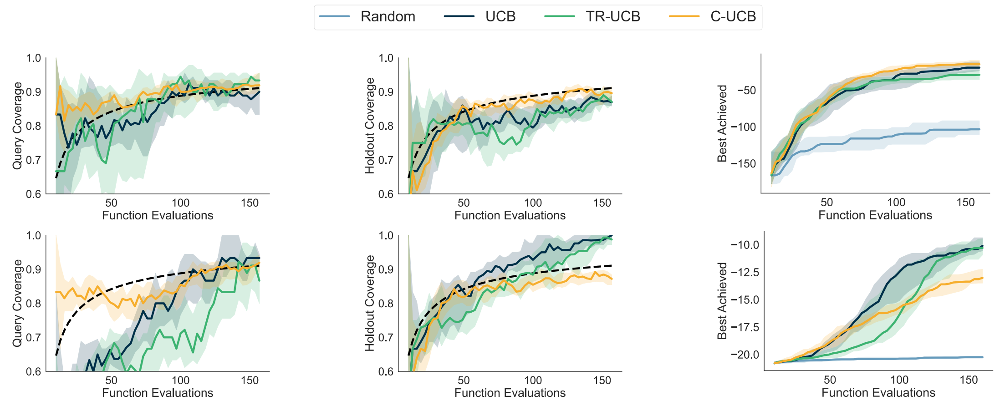 Random UCB TR-UCB C-UCB
Query Coverage
1.0
0.9
0.8
0.7
0.6
50 100 150
Function Evaluations
Holdout Coverage
1.0
0.9
0.8
0.7
0.6
50 100 150
Function Evaluations
Best Achieved
−50
−100
−150
50 100 150
Function Evaluations
Query Coverage
1.0
0.9
0.8
0.7
0.6
50 100 150
Function Evaluations
Holdout Coverage
1.0
0.9
0.8
0.7
0.6
50 100 150
Function Evaluations
Best Achieved
−10.0
−12.5
−15.0
−17.5
−20.0
50 100 150
Function Evaluations